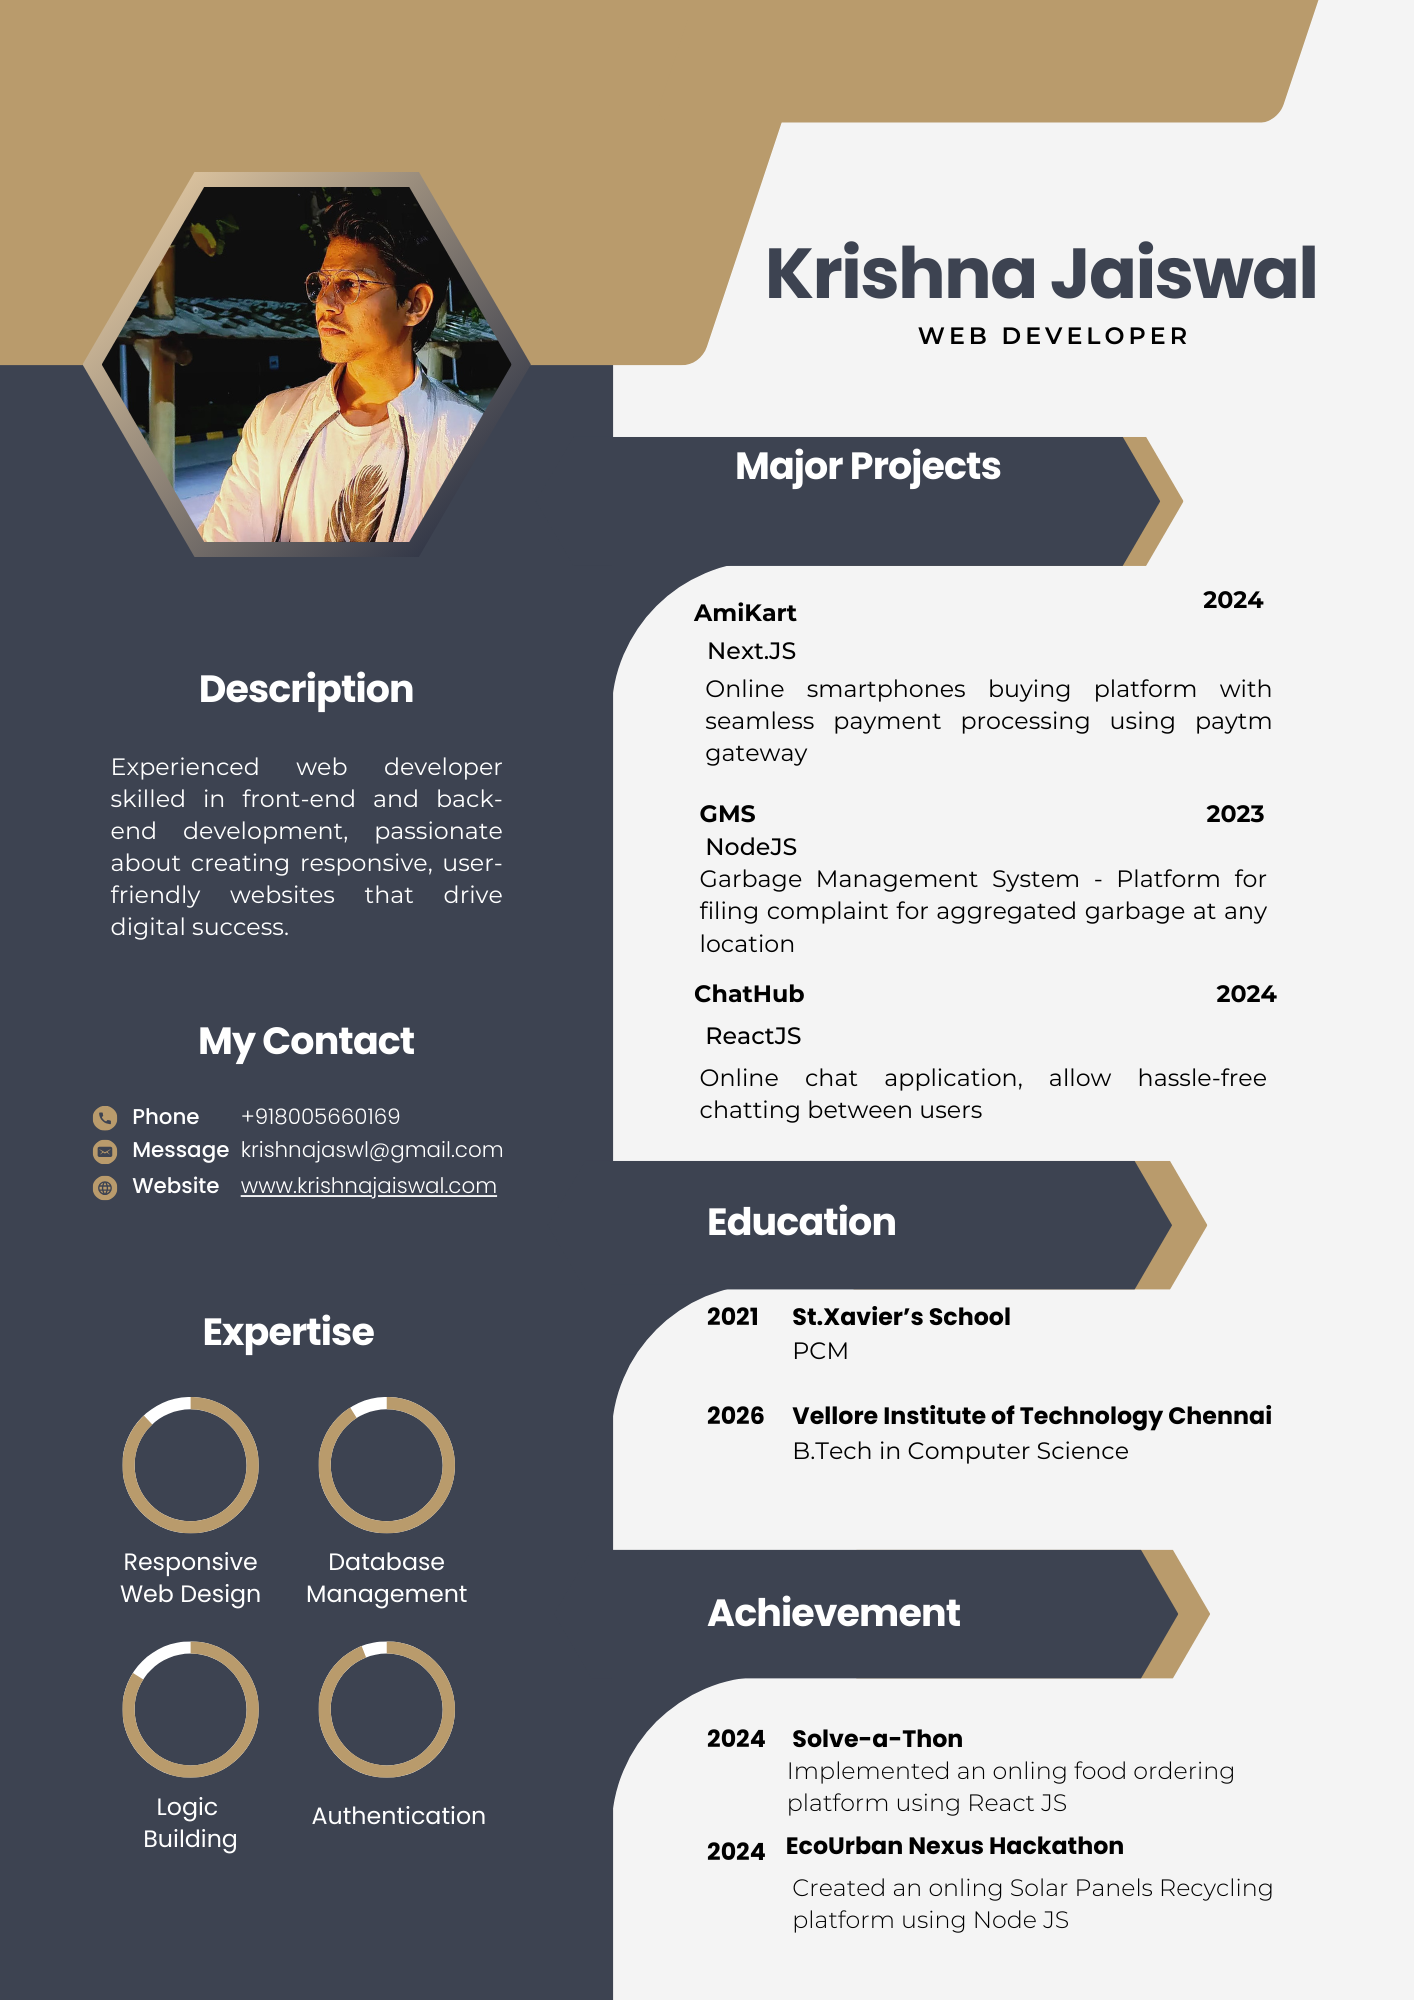 Krishna Jaiswal
WEB DEVELOPER
Description
Experienced web developer
skilled in front-end and back-
end development, passionate
about creating responsive, user-
friendly websites that drive
digital success.
My Contact
Phone +918005660169
Message krishnajaswl@gmail.com
Website www.krishnajaiswal.com
Expertise
Responsive
Web Design
Database
Management
Logic
Building
Authentication
Major Projects
AmiKart 2024
Next.JS
Online smartphones buying platform with
seamless payment processing using paytm
gateway
GMS 2023
NodeJS
Garbage Management System - Platform for
filing complaint for aggregated garbage at any
location
ChatHub 2024
ReactJS
Online chat application, allow hassle-free
chatting between users
Education
2021 St.Xavier’s School
PCM
2026 Vellore Institute of Technology Chennai
B.Tech in Computer Science
Achievement
2024 Solve-a-Thon
Implemented an onling food ordering
platform using React JS
2024 EcoUrban Nexus Hackathon
Created an onling Solar Panels Recycling
platform using Node JS